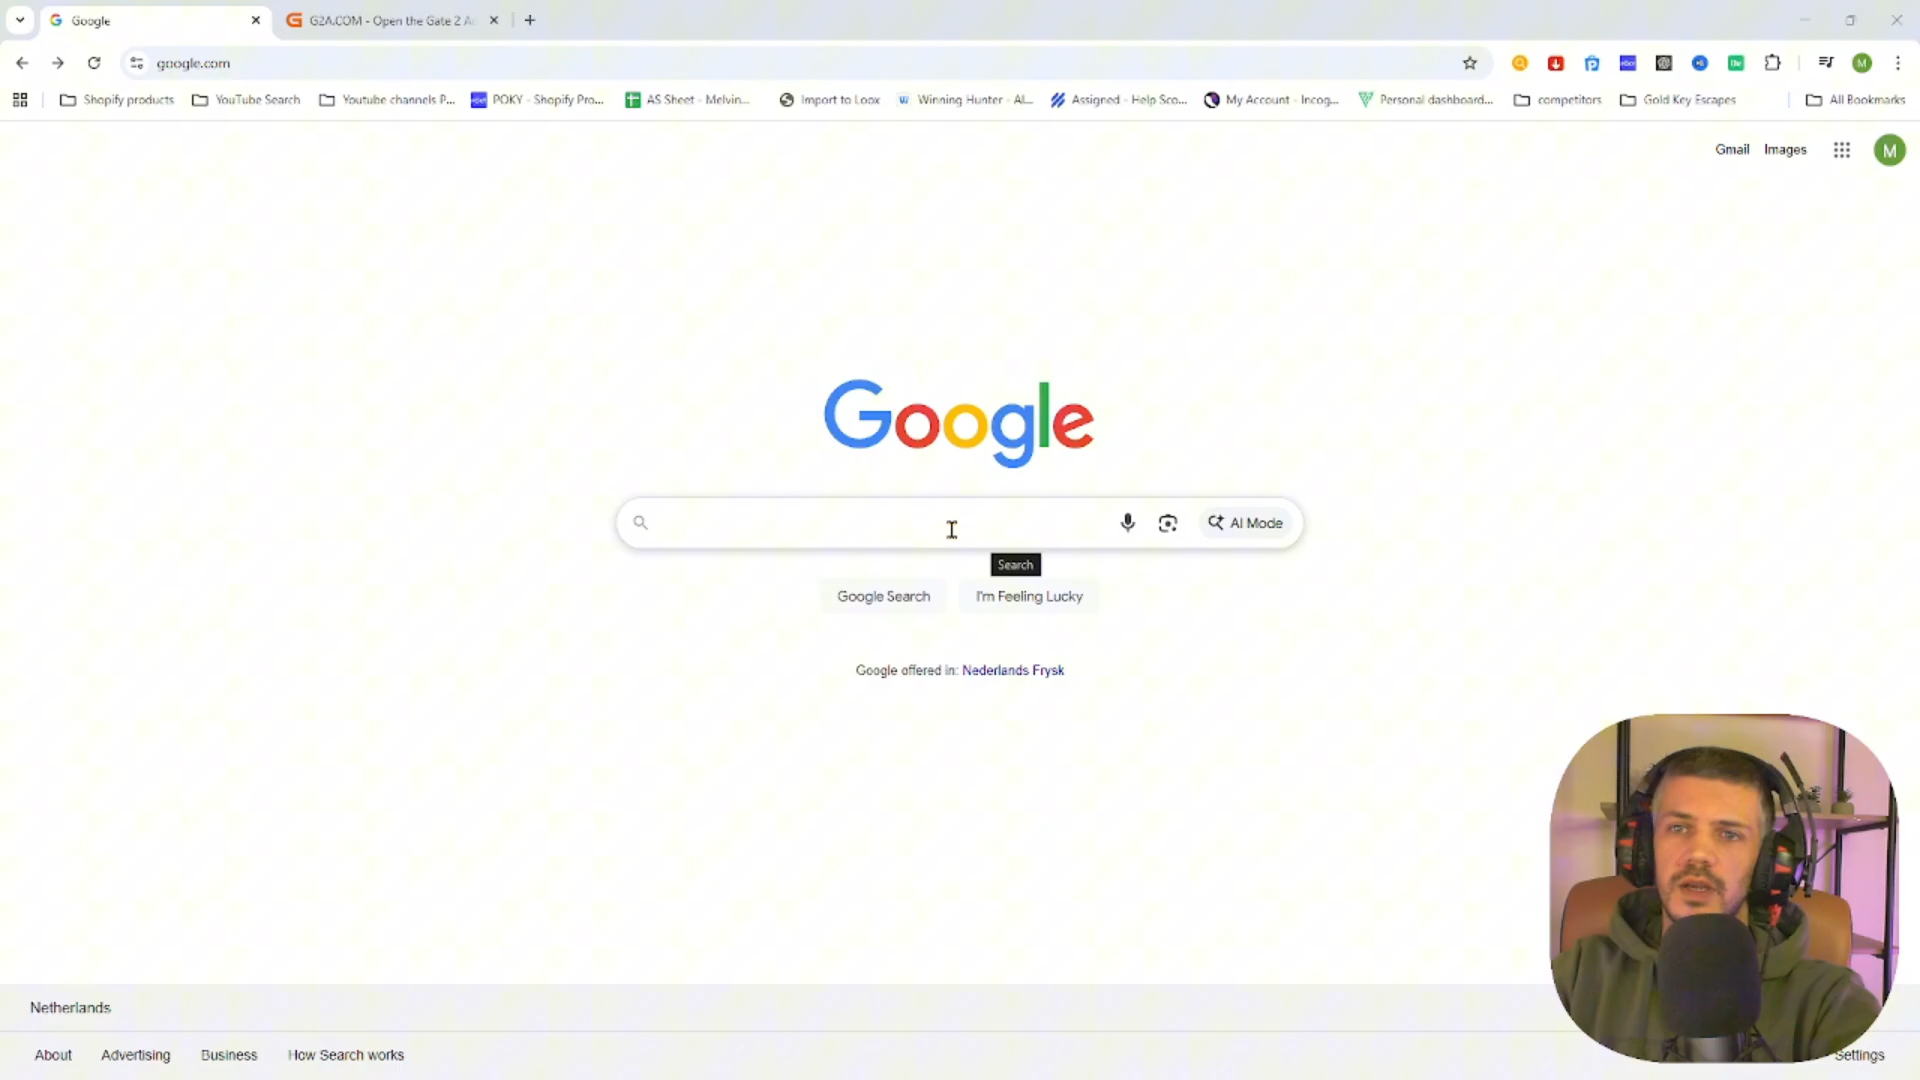 Google
G2A.COM - Open the Gate 2 A
google.com
Shopify products
YouTube Search
Youtube channels P...
POKY - Shopify Pro...
AS Sheet - Melvin...
Import to Loox
Winning Hunter - AI...
Assigned - Help Sco...
My Account - Incog...
Personal dashboard...
competitors
Gold Key Escapes
All Bookmarks
M
Gmail
Images
M
Google
AI Mode
Search
Google Search
I'm Feeling Lucky
Google offered in: Nederlands Frysk
Netherlands
About
Advertising
Business
How Search works
Settings